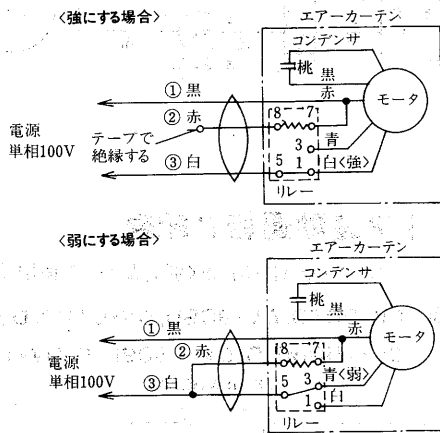 〈強にする場合〉
エアーカーテン
コンデンサ
桃
黒
① 黒
赤
モータ
② 赤
8 7
電源
単相100V
テープで
絶縁する
3
青
③ 白
5 1
白〈強〉
リレー
〈弱にする場合〉
エアーカーテン
コンデンサ
桃
黒
① 黒
赤
モータ
② 赤
8 7
電源
単相100V
③ 白
5 3
青〈弱〉
1
白
リレー